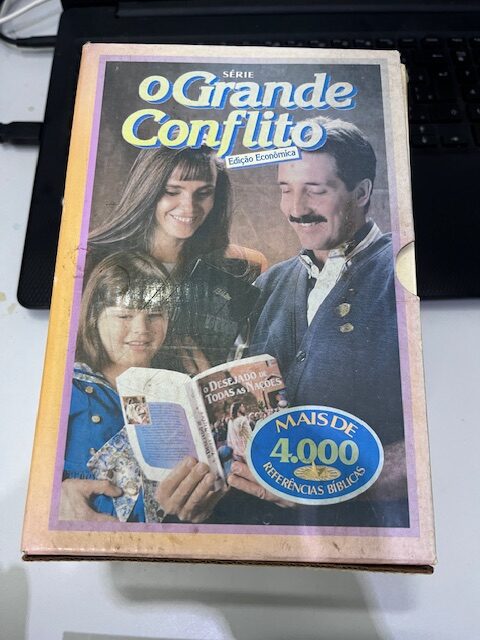 SÉRIE
O Grande
Conflito
Edição Econômica
O DESEJADO DE
TODAS AS NAÇÕES
MAIS DE
4.000
REFERÊNCIAS BÍBLICAS